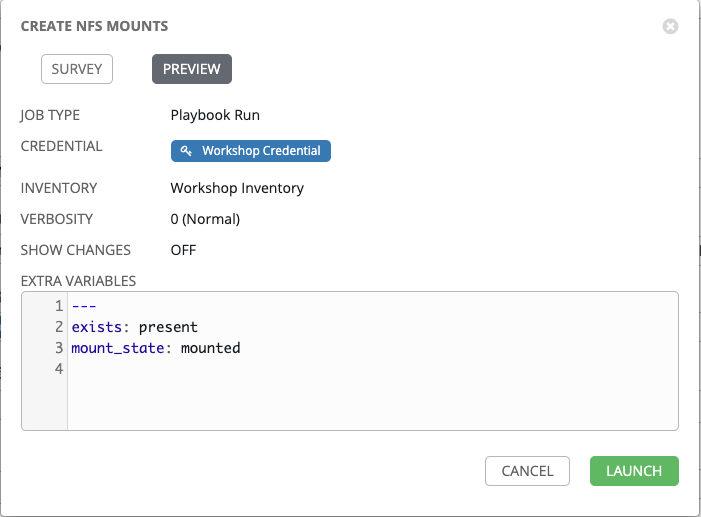 CREATE NFS MOUNTS
SURVEY PREVIEW
JOB TYPE Playbook Run
CREDENTIAL Workshop Credential
INVENTORY Workshop Inventory
VERBOSITY 0 (Normal)
SHOW CHANGES OFF
EXTRA VARIABLES
1 ---
2 exists: present
3 mount_state: mounted
4
CANCEL LAUNCH